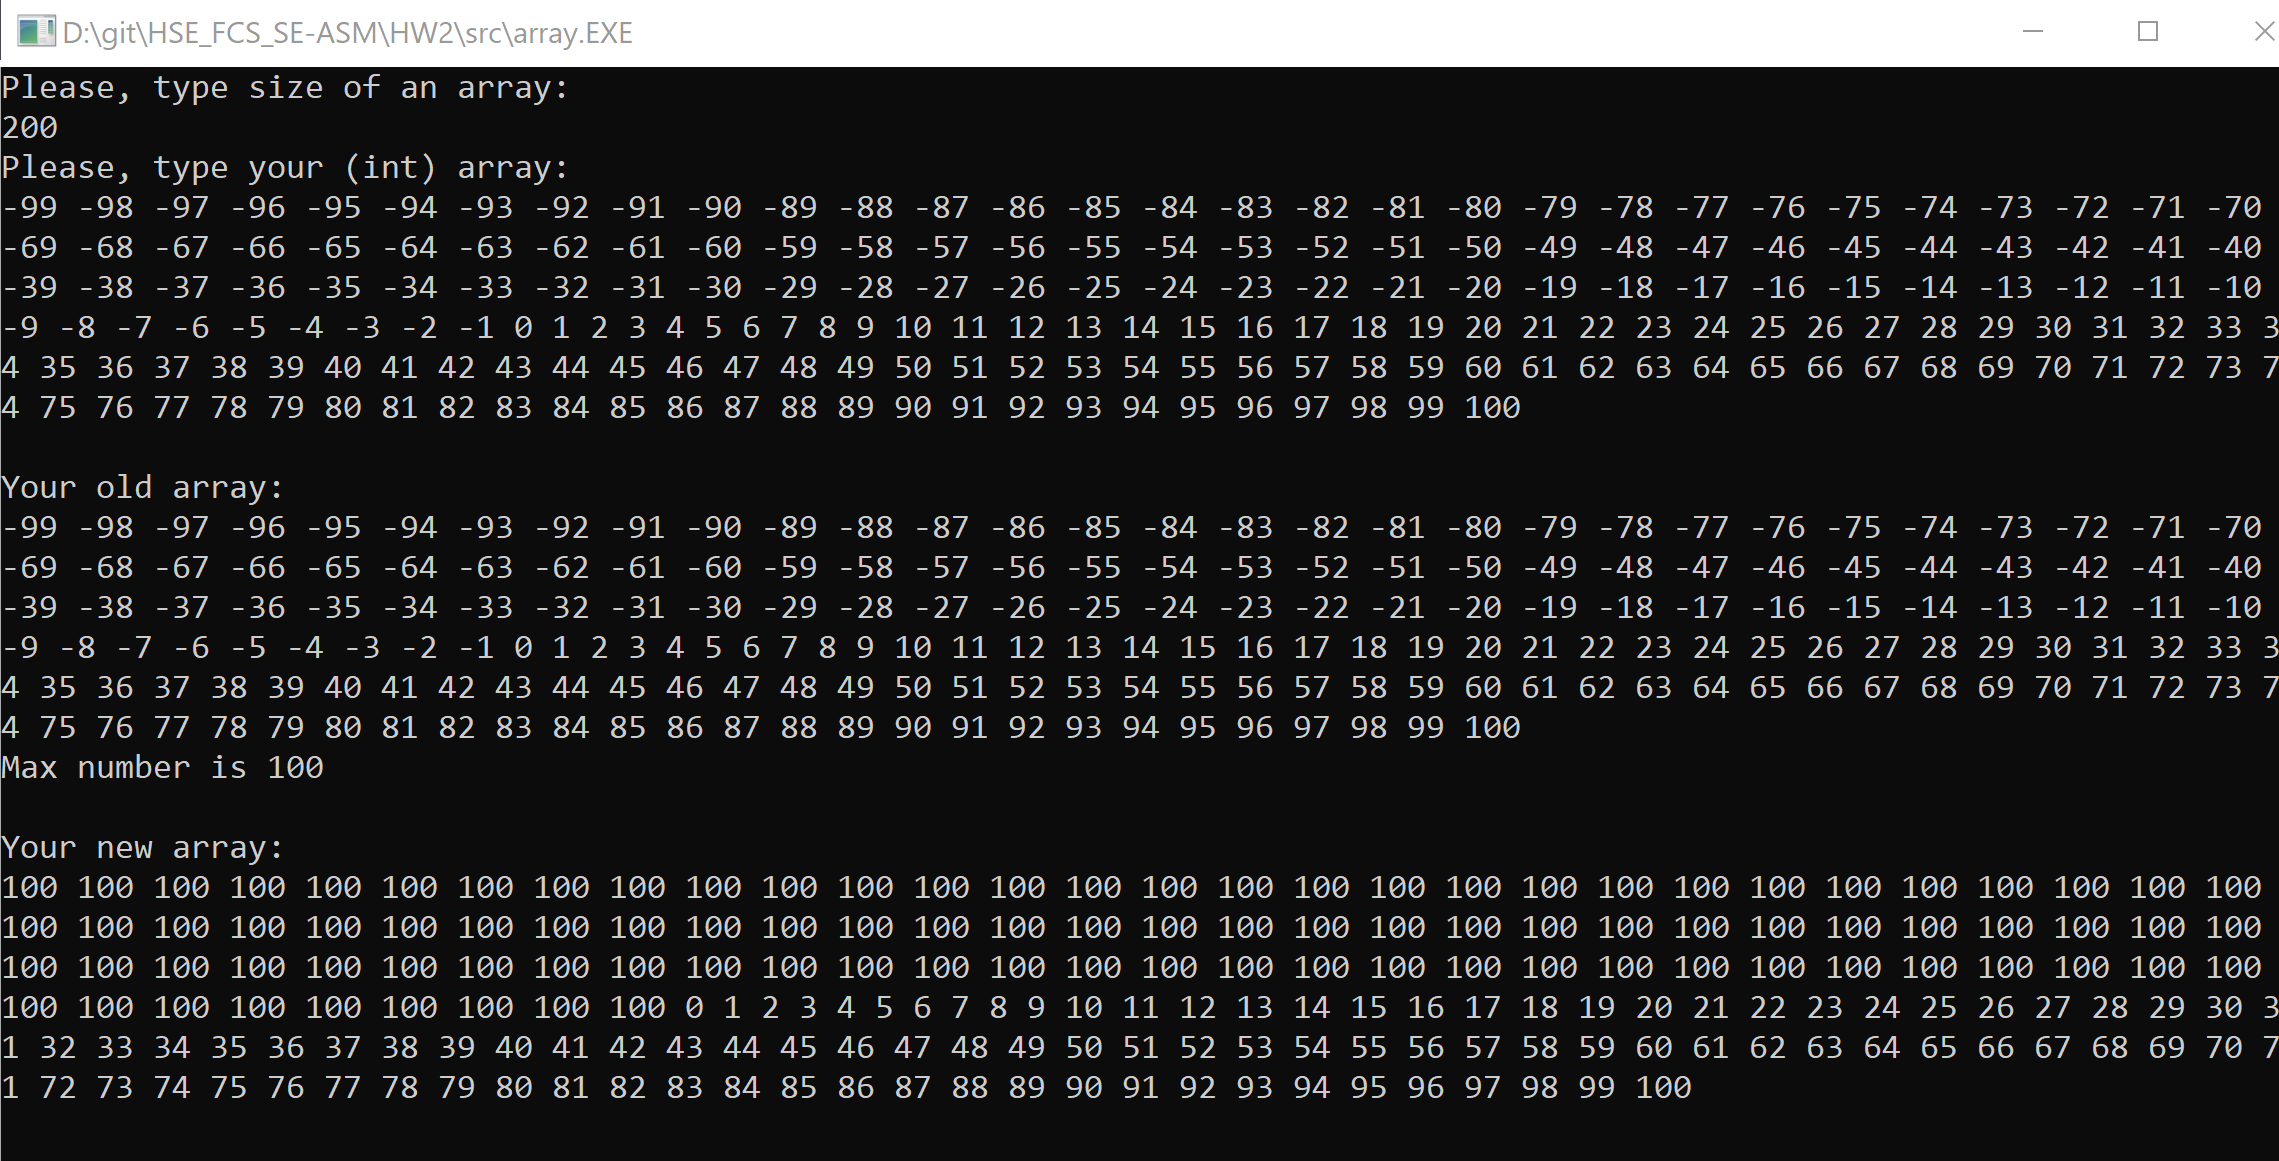 D:\git\HSE_FCS_SE-ASM\HW2\src\array.EXE
Please, type size of an array:
200
Please, type your (int) array:
-99 -98 -97 -96 -95 -94 -93 -92 -91 -90 -89 -88 -87 -86 -85 -84 -83 -82 -81 -80 -79 -78 -77 -76 -75 -74 -73 -72 -71 -70
-69 -68 -67 -66 -65 -64 -63 -62 -61 -60 -59 -58 -57 -56 -55 -54 -53 -52 -51 -50 -49 -48 -47 -46 -45 -44 -43 -42 -41 -40
-39 -38 -37 -36 -35 -34 -33 -32 -31 -30 -29 -28 -27 -26 -25 -24 -23 -22 -21 -20 -19 -18 -17 -16 -15 -14 -13 -12 -11 -10
-9 -8 -7 -6 -5 -4 -3 -2 -1 0 1 2 3 4 5 6 7 8 9 10 11 12 13 14 15 16 17 18 19 20 21 22 23 24 25 26 27 28 29 30 31 32 33 3
4 35 36 37 38 39 40 41 42 43 44 45 46 47 48 49 50 51 52 53 54 55 56 57 58 59 60 61 62 63 64 65 66 67 68 69 70 71 72 73 7
4 75 76 77 78 79 80 81 82 83 84 85 86 87 88 89 90 91 92 93 94 95 96 97 98 99 100
Your old array:
-99 -98 -97 -96 -95 -94 -93 -92 -91 -90 -89 -88 -87 -86 -85 -84 -83 -82 -81 -80 -79 -78 -77 -76 -75 -74 -73 -72 -71 -70
-69 -68 -67 -66 -65 -64 -63 -62 -61 -60 -59 -58 -57 -56 -55 -54 -53 -52 -51 -50 -49 -48 -47 -46 -45 -44 -43 -42 -41 -40
-39 -38 -37 -36 -35 -34 -33 -32 -31 -30 -29 -28 -27 -26 -25 -24 -23 -22 -21 -20 -19 -18 -17 -16 -15 -14 -13 -12 -11 -10
-9 -8 -7 -6 -5 -4 -3 -2 -1 0 1 2 3 4 5 6 7 8 9 10 11 12 13 14 15 16 17 18 19 20 21 22 23 24 25 26 27 28 29 30 31 32 33 3
4 35 36 37 38 39 40 41 42 43 44 45 46 47 48 49 50 51 52 53 54 55 56 57 58 59 60 61 62 63 64 65 66 67 68 69 70 71 72 73 7
4 75 76 77 78 79 80 81 82 83 84 85 86 87 88 89 90 91 92 93 94 95 96 97 98 99 100
Max number is 100
Your new array:
100 100 100 100 100 100 100 100 100 100 100 100 100 100 100 100 100 100 100 100 100 100 100 100 100 100 100 100 100 100
100 100 100 100 100 100 100 100 100 100 100 100 100 100 100 100 100 100 100 100 100 100 100 100 100 100 100 100 100 100
100 100 100 100 100 100 100 100 100 100 100 100 100 100 100 100 100 100 100 100 100 100 100 100 100 100 100 100 100 100
100 100 100 100 100 100 100 100 100 0 1 2 3 4 5 6 7 8 9 10 11 12 13 14 15 16 17 18 19 20 21 22 23 24 25 26 27 28 29 30 3
1 32 33 34 35 36 37 38 39 40 41 42 43 44 45 46 47 48 49 50 51 52 53 54 55 56 57 58 59 60 61 62 63 64 65 66 67 68 69 70 7
1 72 73 74 75 76 77 78 79 80 81 82 83 84 85 86 87 88 89 90 91 92 93 94 95 96 97 98 99 100